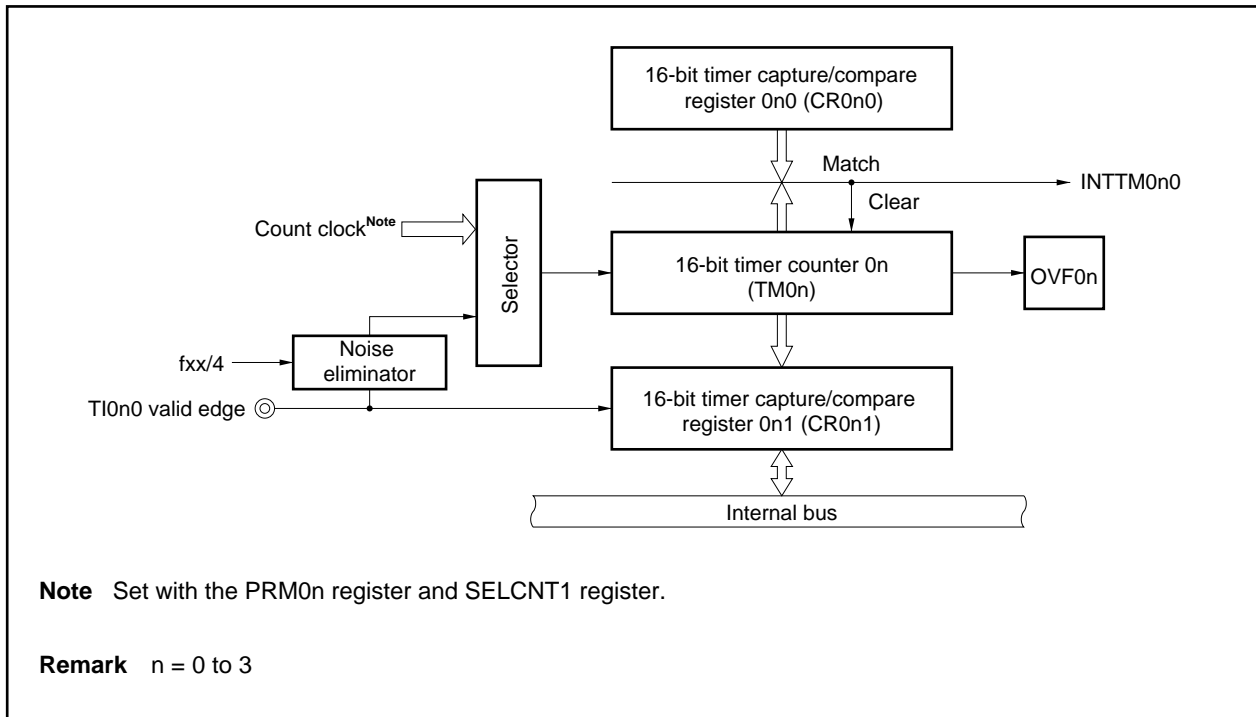 16-bit timer capture/compare
register 0n0 (CR0n0)
Match
INTTM0n0
Clear
Count clockNote
Selector
16-bit timer counter 0n
(TM0n)
OVF0n
fxx/4
Noise
eliminator
TI0n0 valid edge
16-bit timer capture/compare
register 0n1 (CR0n1)
Internal bus
Note Set with the PRM0n register and SELCNT1 register.
Remark n = 0 to 3